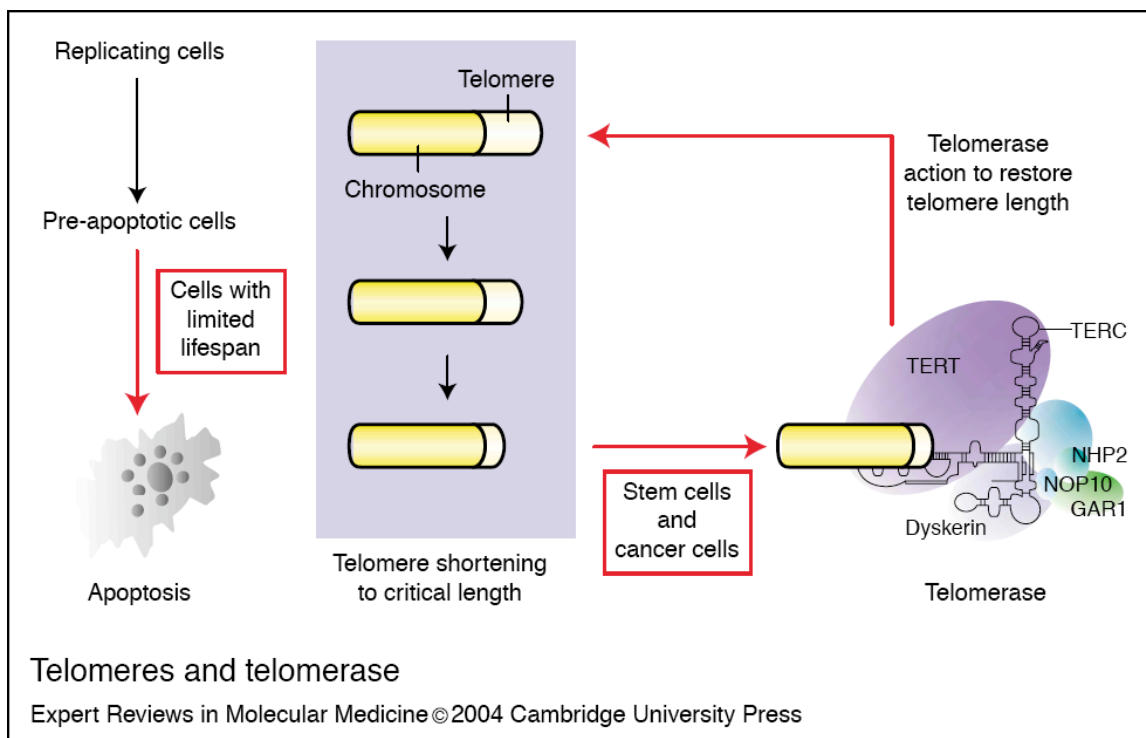 Replicating cells
Pre-apoptotic cells
Cells with
limited
lifespan
Apoptosis
Telomere
Chromosome
Telomere shortening
to critical length
Stem cells
and
cancer cells
Telomerase
action to restore
telomere length
TERC
TERT
NHP2
NOP10
GAR1
Dyskerin
Telomerase
Telomeres and telomerase
Expert Reviews in Molecular Medicine © 2004 Cambridge University Press